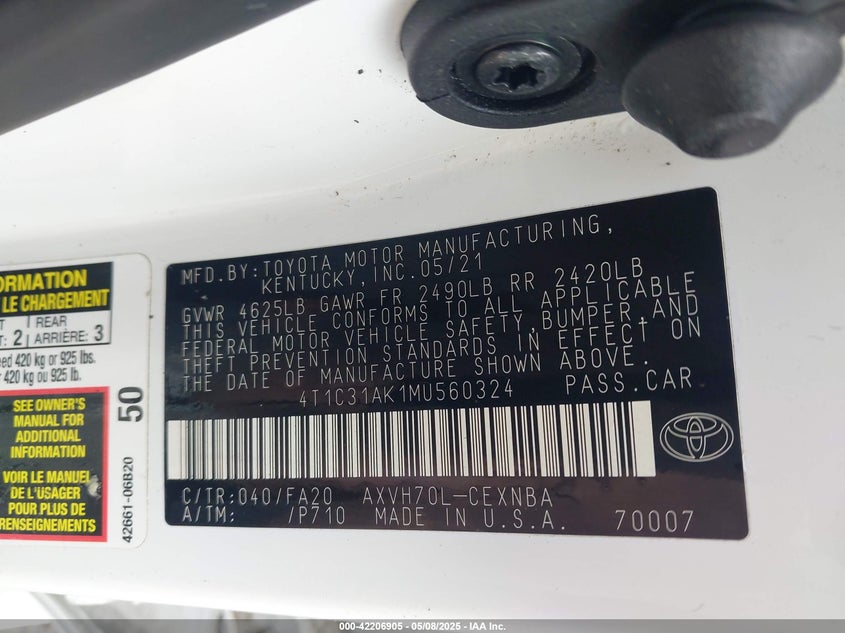 ORMATION
LE CHARGEMENT
REAR
2 ARRIÈRE: 3
420 kg or 925 lbs.
420 kg ou 925 lb.
SEE OWNER'S
MANUAL FOR
ADDITIONAL
INFORMATION
VOIR LE MANUEL
DE L'USAGER
POUR PLUS DE
RENSEIGNEMENTS
50
42661-06B20
MFD.BY:TOYOTA MOTOR MANUFACTURING,
KENTUCKY, INC.05/21
GVWR 4625LB GAWR FR 2490LB RR 2420LB
THIS VEHICLE CONFORMS TO ALL APPLICABLE
FEDERAL MOTOR VEHICLE SAFETY,BUMPER,AND
THEFT PREVENTION STANDARDS IN EFFECT ON
THE DATE OF MANUFACTURE SHOWN ABOVE.
4T1C31AK1MU560324 PASS.CAR
C/TR:040/FA20 AXVH70L-CEXNBA
A/TM: /P710 MADE IN U.S.A. 70007
000-42206905 - 05/08/2025 - IAA Inc.